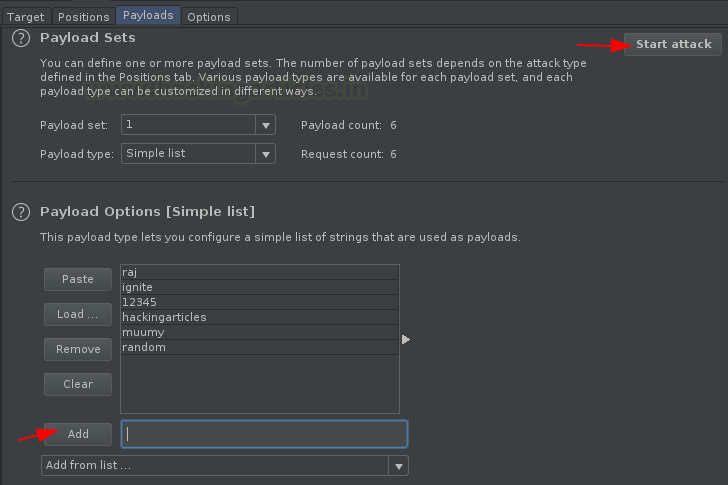 Target Positions Payloads Options
? Payload Sets
Start attack
You can define one or more payload sets. The number of payload sets depends on the attack type
defined in the Positions tab. Various payload types are available for each payload set, and each
payload type can be customized in different ways.
Payload set: 1 Payload count: 6
Payload type: Simple list Request count: 6
? Payload Options [Simple list]
This payload type lets you configure a simple list of strings that are used as payloads.
Paste
Load ...
Remove
Clear
raj
ignite
12345
hackingarticles
muumy
random
Add
Add from list ...